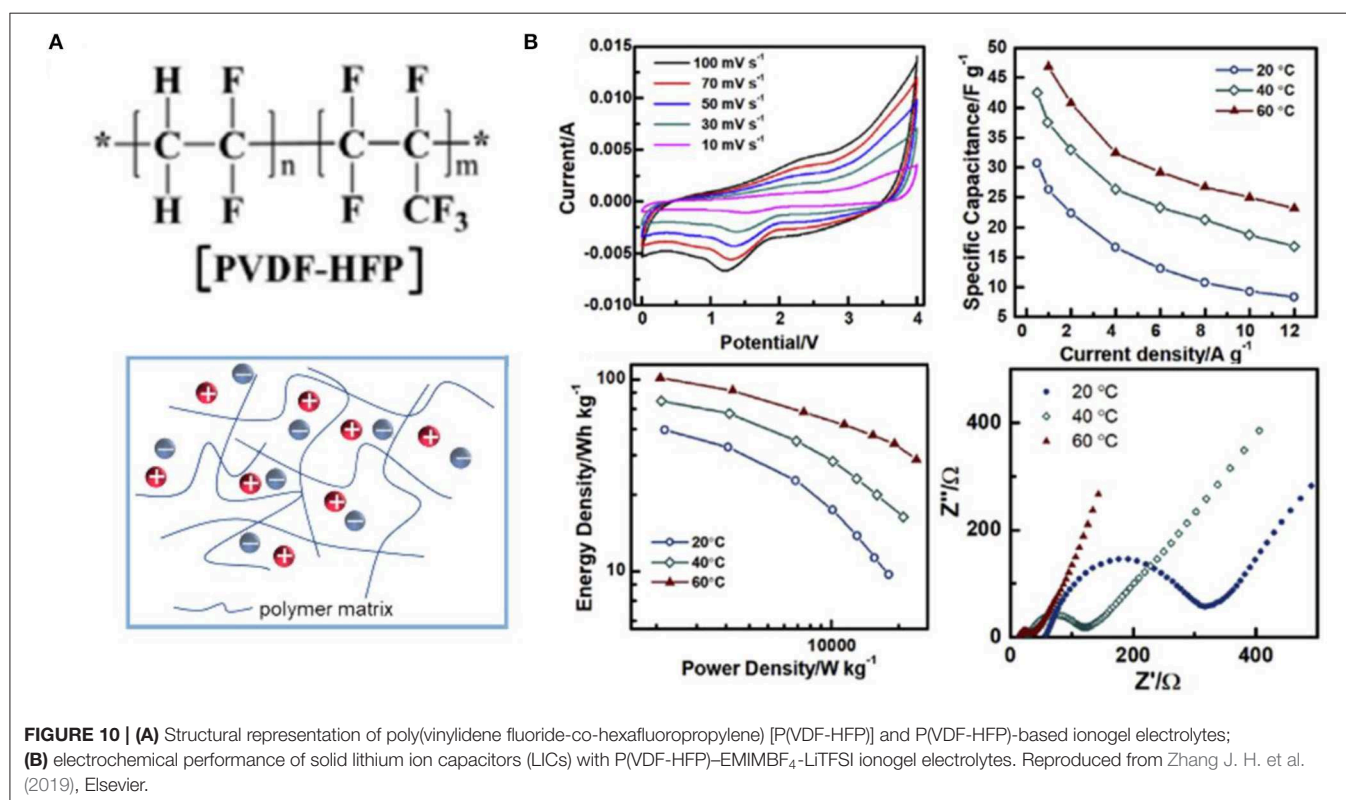 A
H F F F
* [ C C ]n [ C C ]m *
H F F CF₃
[PVDF-HFP]
+ −
polymer matrix
B
0.015
0.010
0.005
0.000
-0.005
-0.010
Current/A
100 mV s⁻¹
70 mV s⁻¹
50 mV s⁻¹
30 mV s⁻¹
10 mV s⁻¹
0 1 2 3 4
Potential/V
50
45
40
35
30
25
20
15
10
5
Specific Capacitance/F g⁻¹
20 °C
40 °C
60 °C
0 2 4 6 8 10 12
Current density/A g⁻¹
100
10
Energy Density/Wh kg⁻¹
20°C
40°C
60°C
10000
Power Density/W kg⁻¹
400
200
0
Z''/Ω
20 °C
40 °C
60 °C
0 200 400
Z'/Ω
FIGURE 10 | (A) Structural representation of poly(vinylidene fluoride-co-hexafluoropropylene) [P(VDF-HFP)] and P(VDF-HFP)-based ionogel electrolytes;
(B) electrochemical performance of solid lithium ion capacitors (LICs) with P(VDF-HFP)–EMIMBF₄-LiTFSI ionogel electrolytes. Reproduced from Zhang J. H. et al.
(2019), Elsevier.